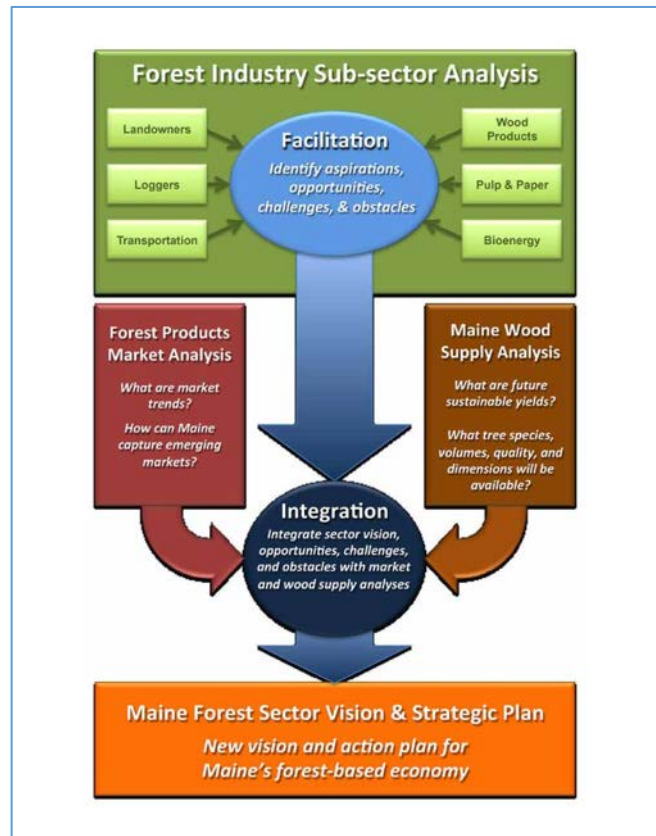 Forest Industry Sub-sector Analysis
Landowners
Loggers
Transportation
Facilitation
Identify aspirations,
opportunities,
challenges, & obstacles
Wood
Products
Pulp & Paper
Bioenergy
Forest Products
Market Analysis
What are market
trends?
How can Maine
capture emerging
markets?
Maine Wood
Supply Analysis
What are future
sustainable yields?
What tree species,
volumes, quality, and
dimensions will be
available?
Integration
Integrate sector vision,
opportunities, challenges,
and obstacles with market
and wood supply analyses
Maine Forest Sector Vision & Strategic Plan
New vision and action plan for
Maine's forest-based economy